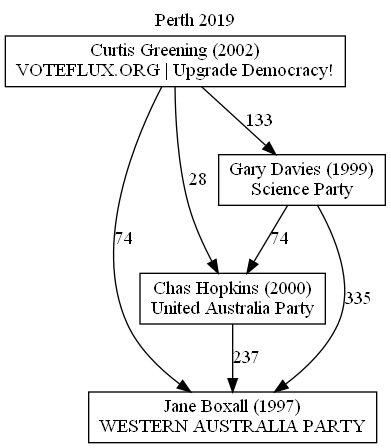 Perth 2019
Curtis Greening (2002)
VOTEFLUX.ORG | Upgrade Democracy!
133
Gary Davies (1999)
Science Party
28
74
74
Chas Hopkins (2000)
United Australia Party
335
237
Jane Boxall (1997)
WESTERN AUSTRALIA PARTY